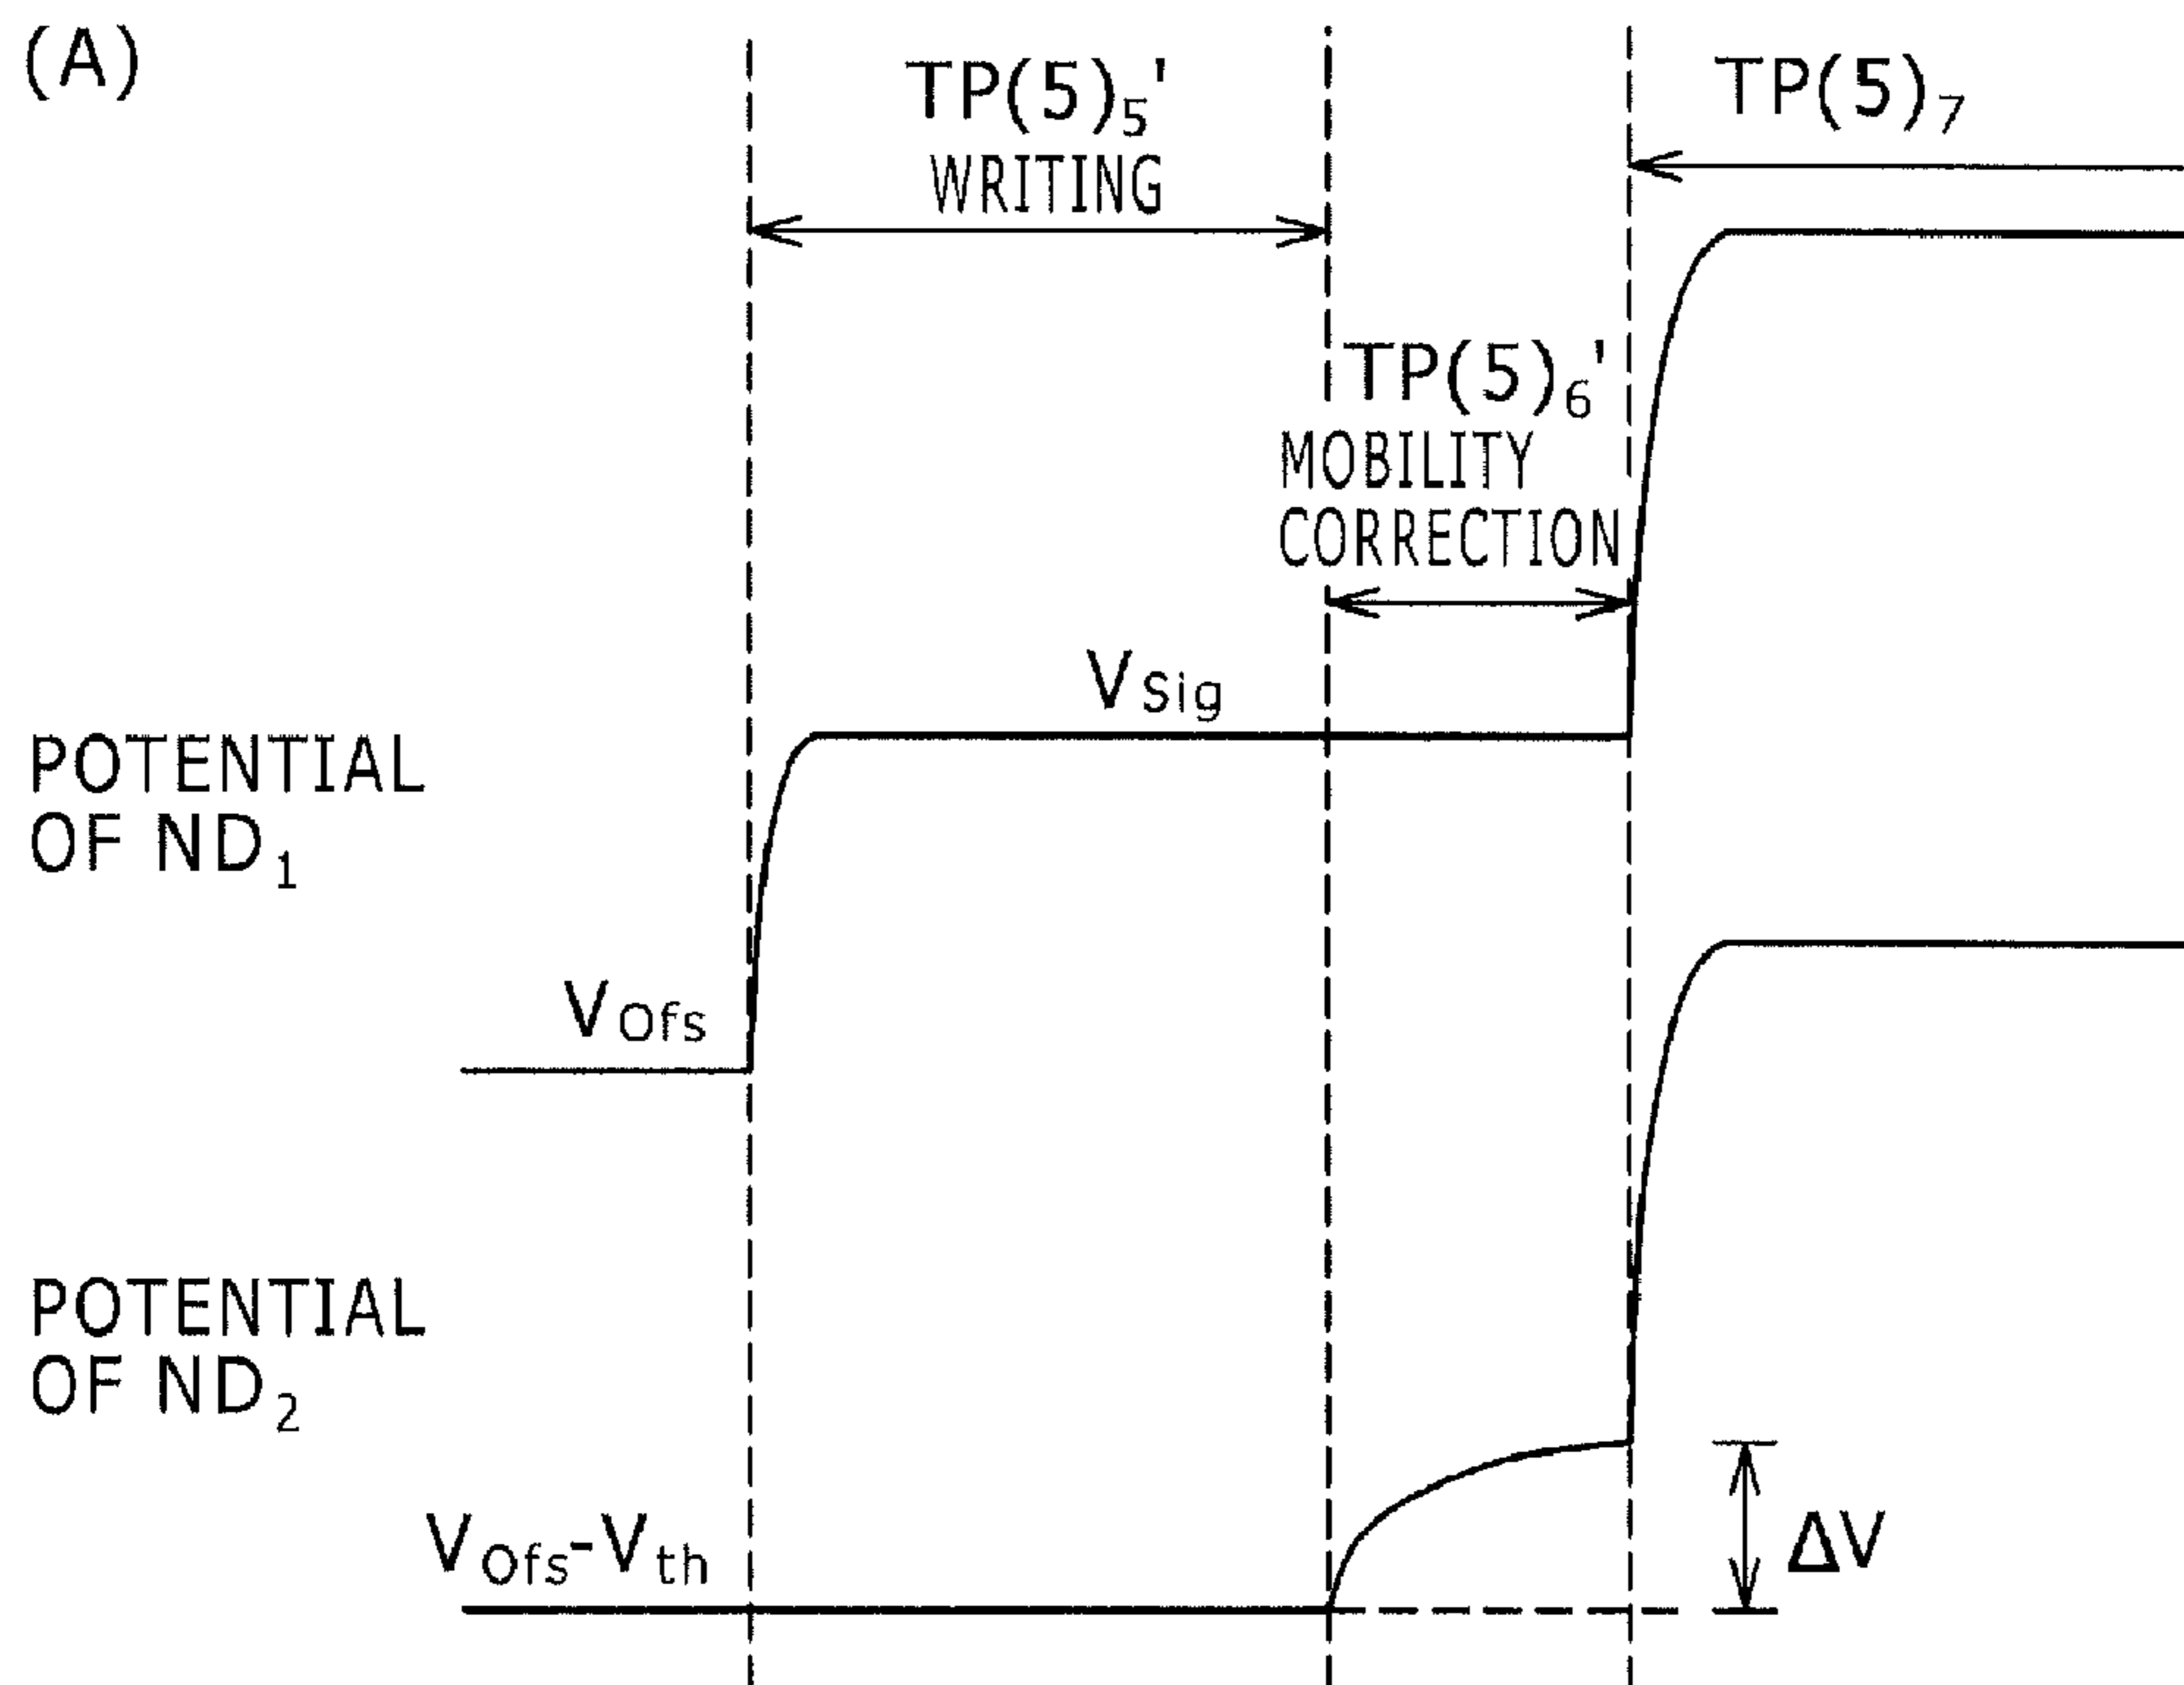 (A)
TP(5)₅'
WRITING
TP(5)₇
TP(5)₆'
MOBILITY
CORRECTION
VSig
POTENTIAL
OF ND₁
VOfs
POTENTIAL
OF ND₂
VOfs-Vth
ΔV